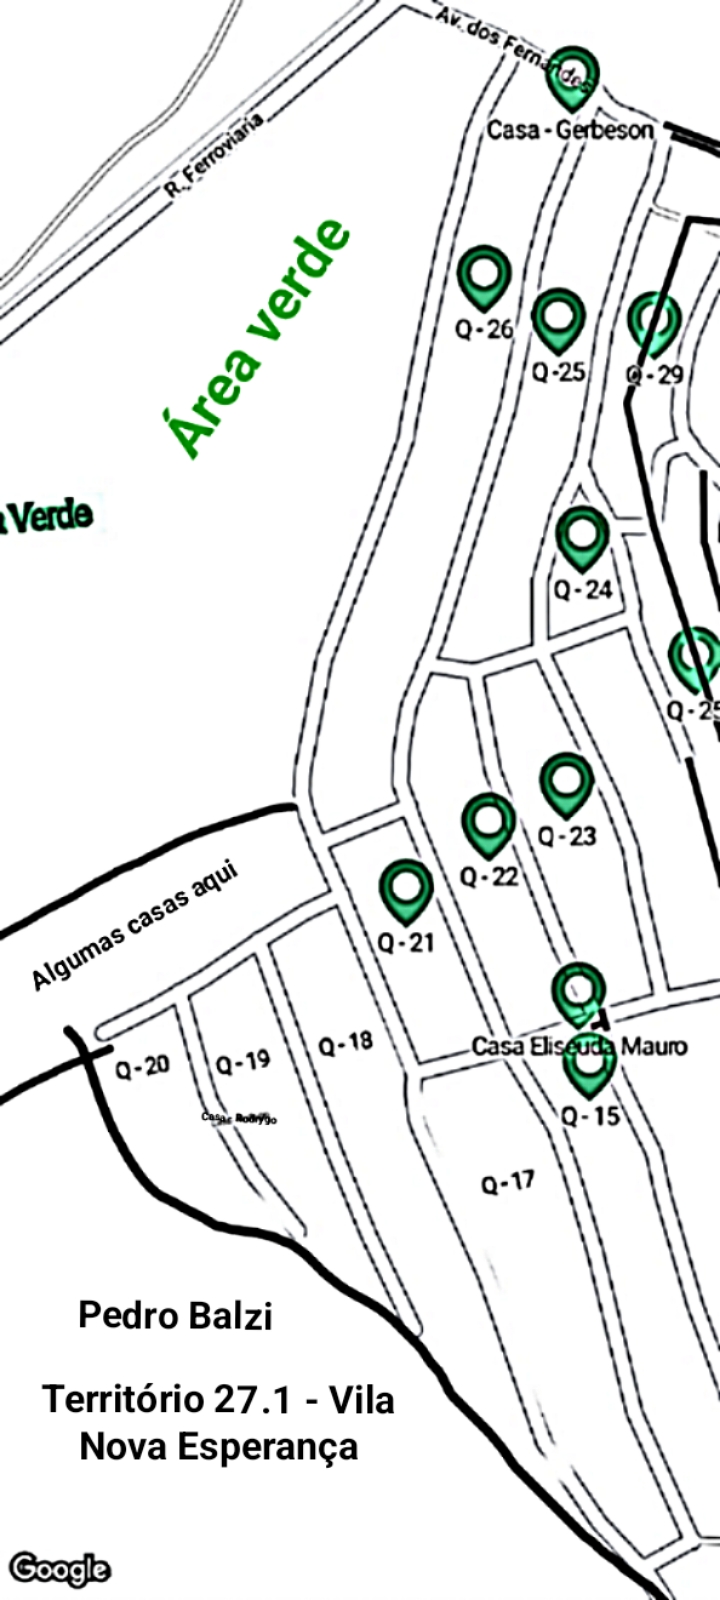 Av. dos Fernandes
Casa - Gerbeson
R. Ferroviaria
Área verde
Q - 26
Q - 25
Q - 29
Verde
Q - 24
Q - 25
Q - 23
Q - 22
Algumas casas aqui
Q - 21
Q - 18
Casa Eliseuda Mauro
Q - 20
Q - 19
Q - 15
Q - 17
Pedro Balzi
Território 27.1 - Vila
Nova Esperança
Google